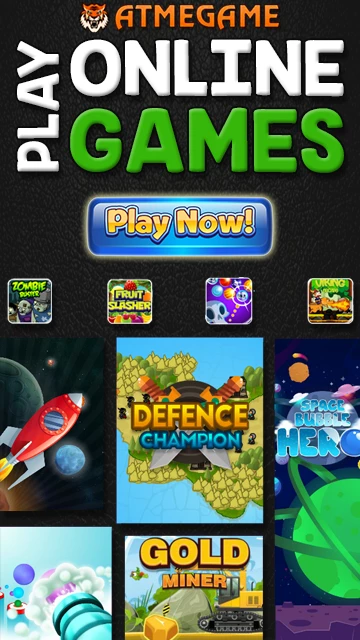 ATMEGAME
PLAY
ONLINE
GAMES
Play Now!
ZOMBIE
BUSTER
FRUIT
SLASHER
VIKING
DEFENCE
CHAMPION
SPACE
BUBBLE
HERO
GOLD
MINER